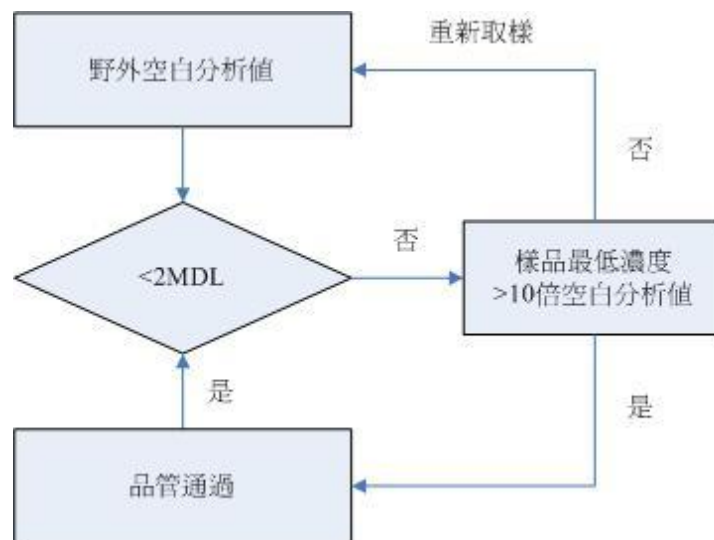 重新取樣
野外空白分析值
否
否
<2MDL
樣品最低濃度
>10倍空白分析值
是
是
品管通過